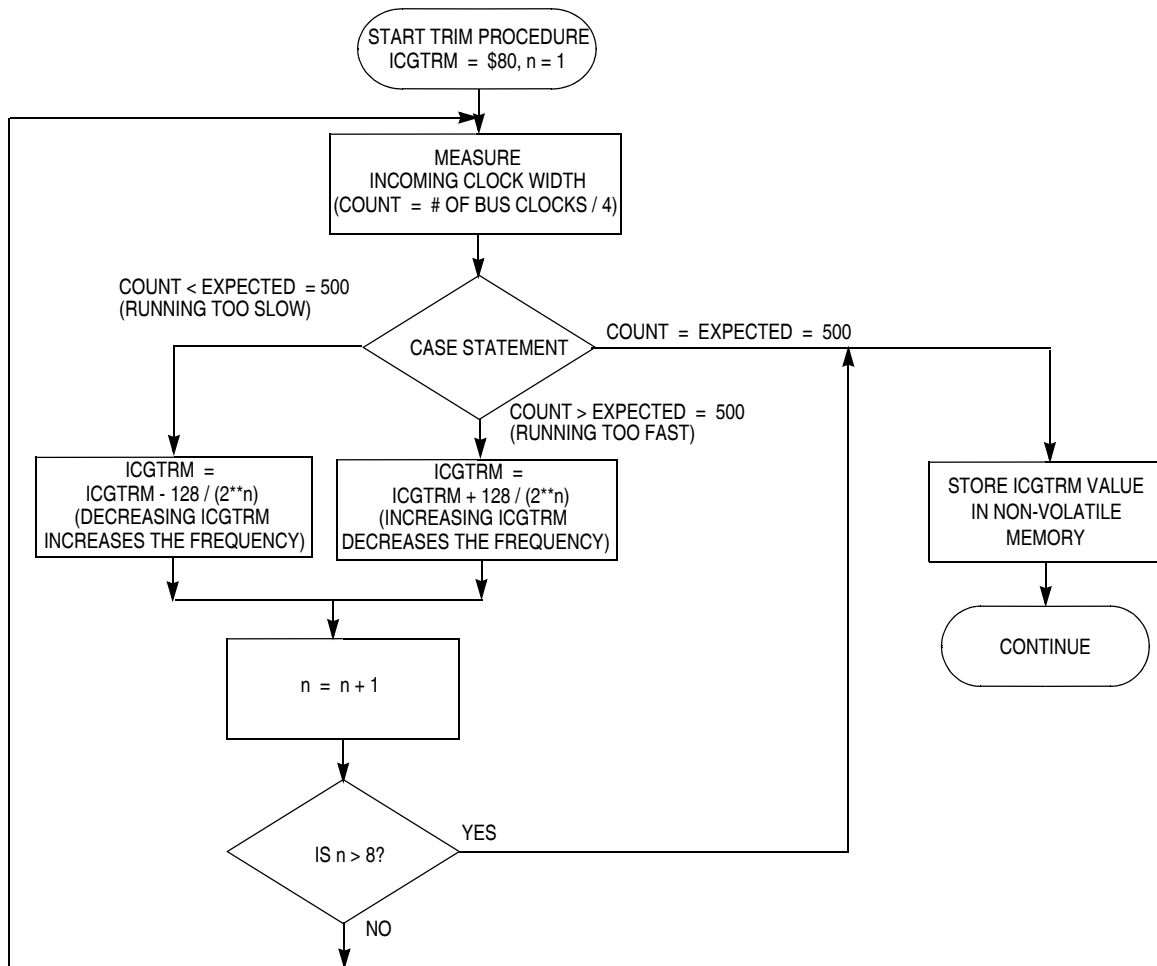 START TRIM PROCEDURE
ICGTRM = $80, n = 1
MEASURE
INCOMING CLOCK WIDTH
(COUNT = # OF BUS CLOCKS / 4)
COUNT < EXPECTED = 500
(RUNNING TOO SLOW)
CASE STATEMENT
COUNT = EXPECTED = 500
COUNT > EXPECTED = 500
(RUNNING TOO FAST)
ICGTRM =
ICGTRM - 128 / (2**n)
(DECREASING ICGTRM
INCREASES THE FREQUENCY)
ICGTRM =
ICGTRM + 128 / (2**n)
(INCREASING ICGTRM
DECREASES THE FREQUENCY)
STORE ICGTRM VALUE
IN NON-VOLATILE
MEMORY
CONTINUE
n = n + 1
IS n > 8?
YES
NO